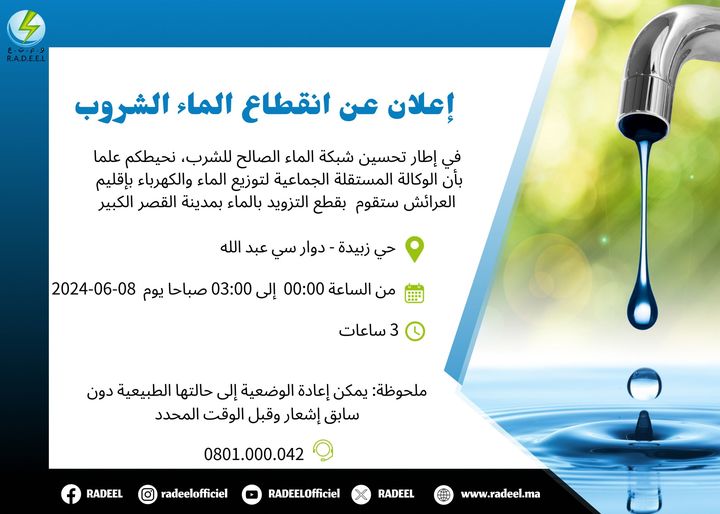 و.م.ت.ع
R.A.D.E.E.L
إعلان عن انقطاع الماء الشروب
في إطار تحسين شبكة الماء الصالح للشرب، نحيطكم علما
بأن الوكالة المستقلة الجماعية لتوزيع الماء والكهرباء بإقليم
العرائش ستقوم بقطع التزويد بالماء بمدينة القصر الكبير
حي زبيدة - دوار سي عبد الله
من الساعة 00:00 إلى 03:00 صباحا يوم 08-06-2024
3 ساعات
ملحوظة: يمكن إعادة الوضعية إلى حالتها الطبيعية دون
سابق إشعار وقبل الوقت المحدد
0801.000.042
RADEEL radeelofficiel RADEELOfficiel RADEEL www.radeel.ma